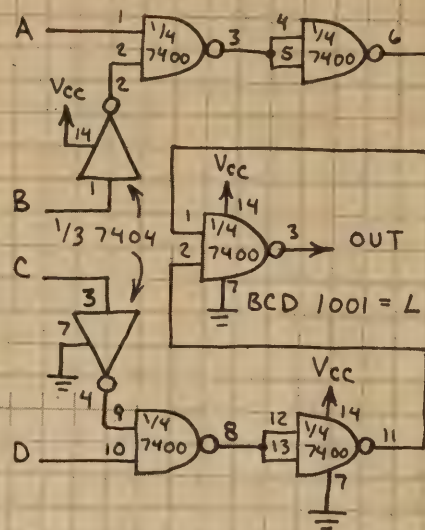 A 1 1/4 7400 3 4 1/4 7400 6
2 5
2
Vcc
14
1
B
1/3 7404
Vcc
14
1 1/4 7400 3 OUT
2
7
BCD 1001 = L
C
3
7
4
Vcc
14
9 1/4 7400 8 12 1/4 7400 11
D 10 13
7